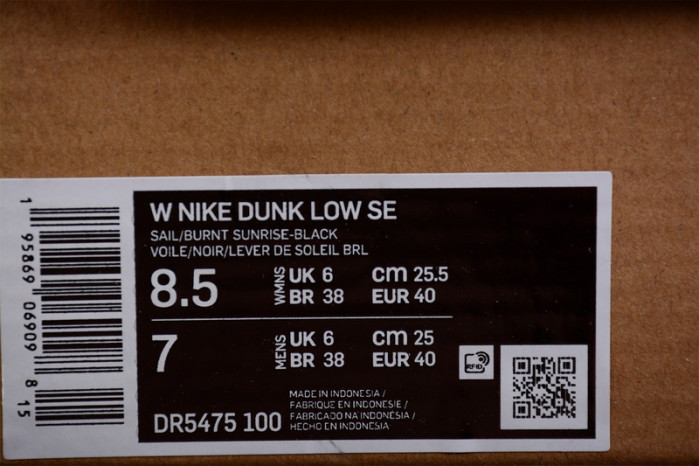 W NIKE DUNK LOW SE
SAIL/BURNT SUNRISE-BLACK
VOILE/NOIR/LEVER DE SOLEIL BRL
8.5 WMNS UK 6 cm 25.5
BR 38 EUR 40
7 MENS UK 6 cm 25
BR 38 EUR 40
RFID
DR5475 100
MADE IN INDONESIA /
FABRIQUE EN INDONESIE /
FABRICADO NA INDONESIA /
HECHO EN INDONESIA
1 95869 06909 8 15